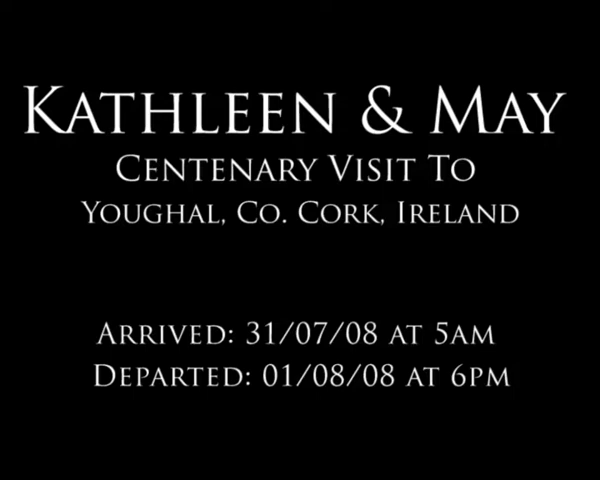 Kathleen & May
Centenary Visit To
Youghal, Co. Cork, Ireland
Arrived: 31/07/08 at 5am
Departed: 01/08/08 at 6pm